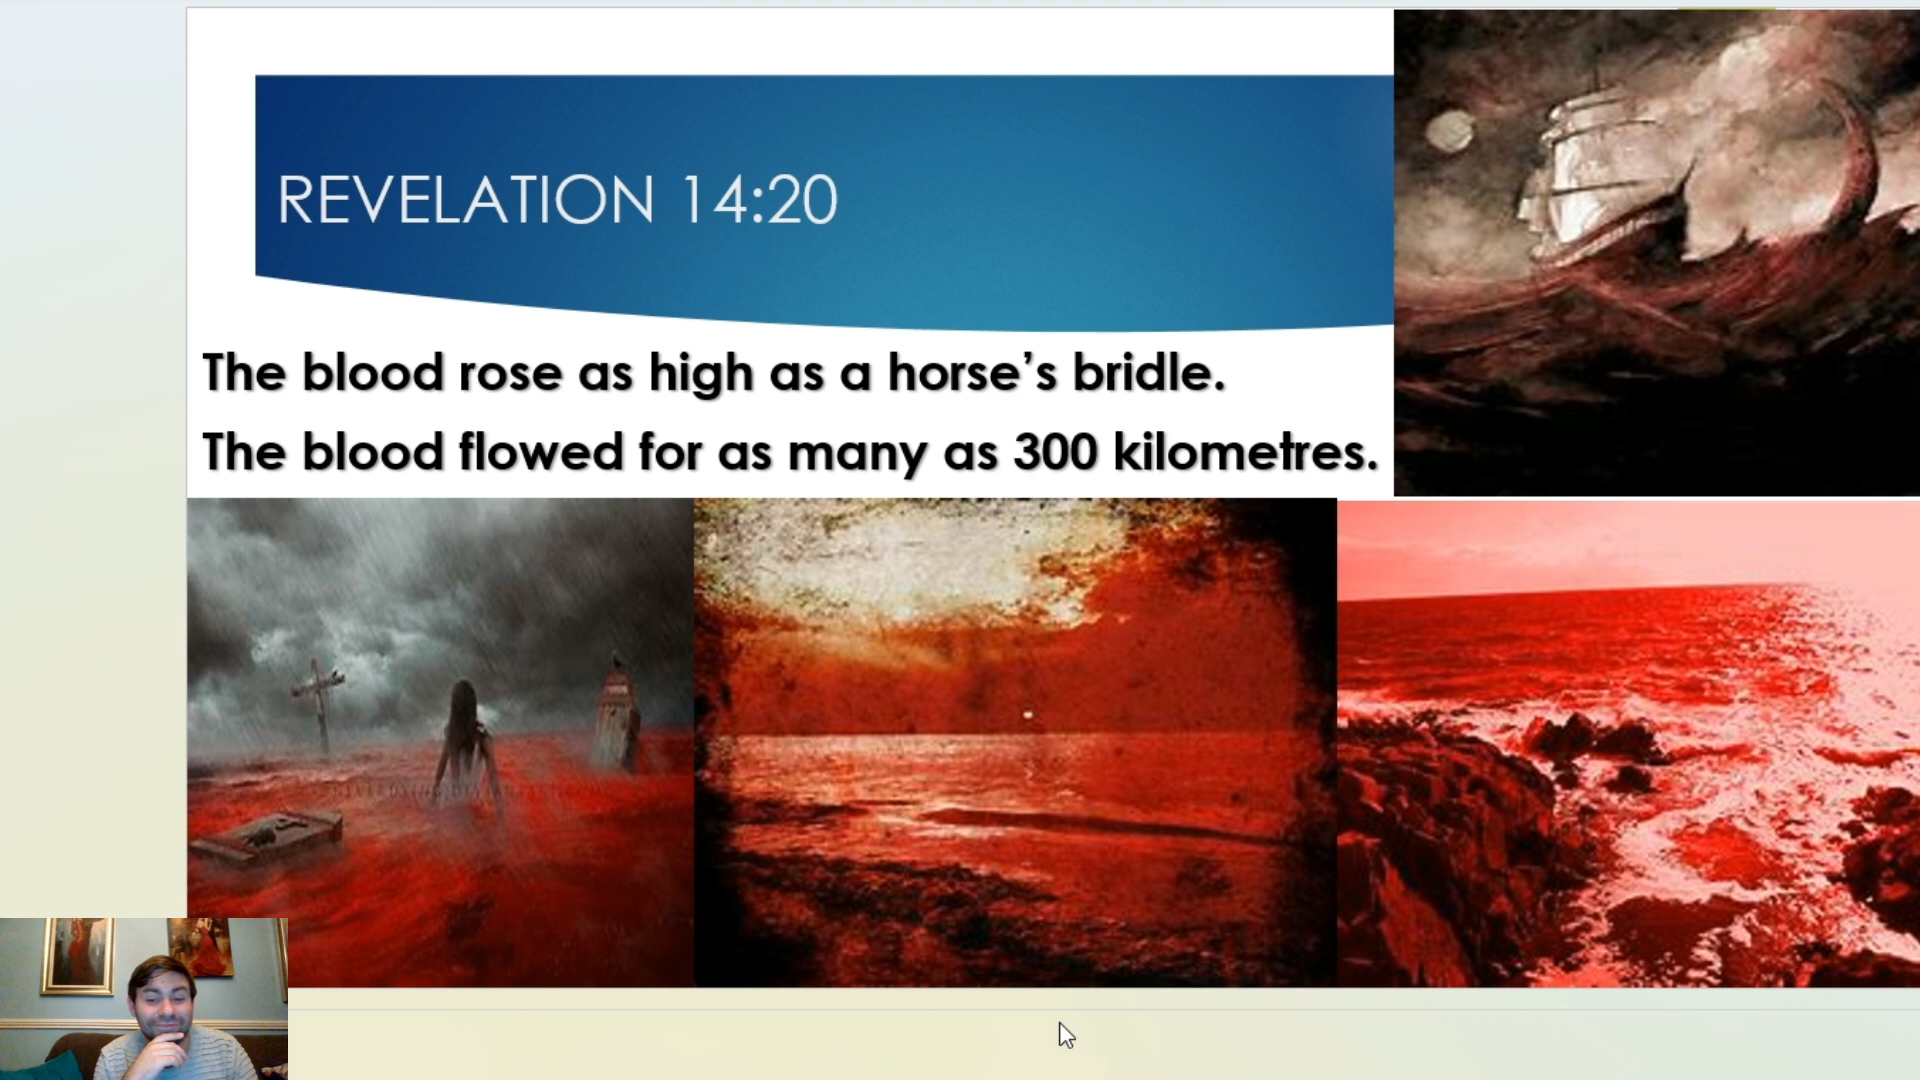 REVELATION 14:20
The blood rose as high as a horse’s bridle.
The blood flowed for as many as 300 kilometres.